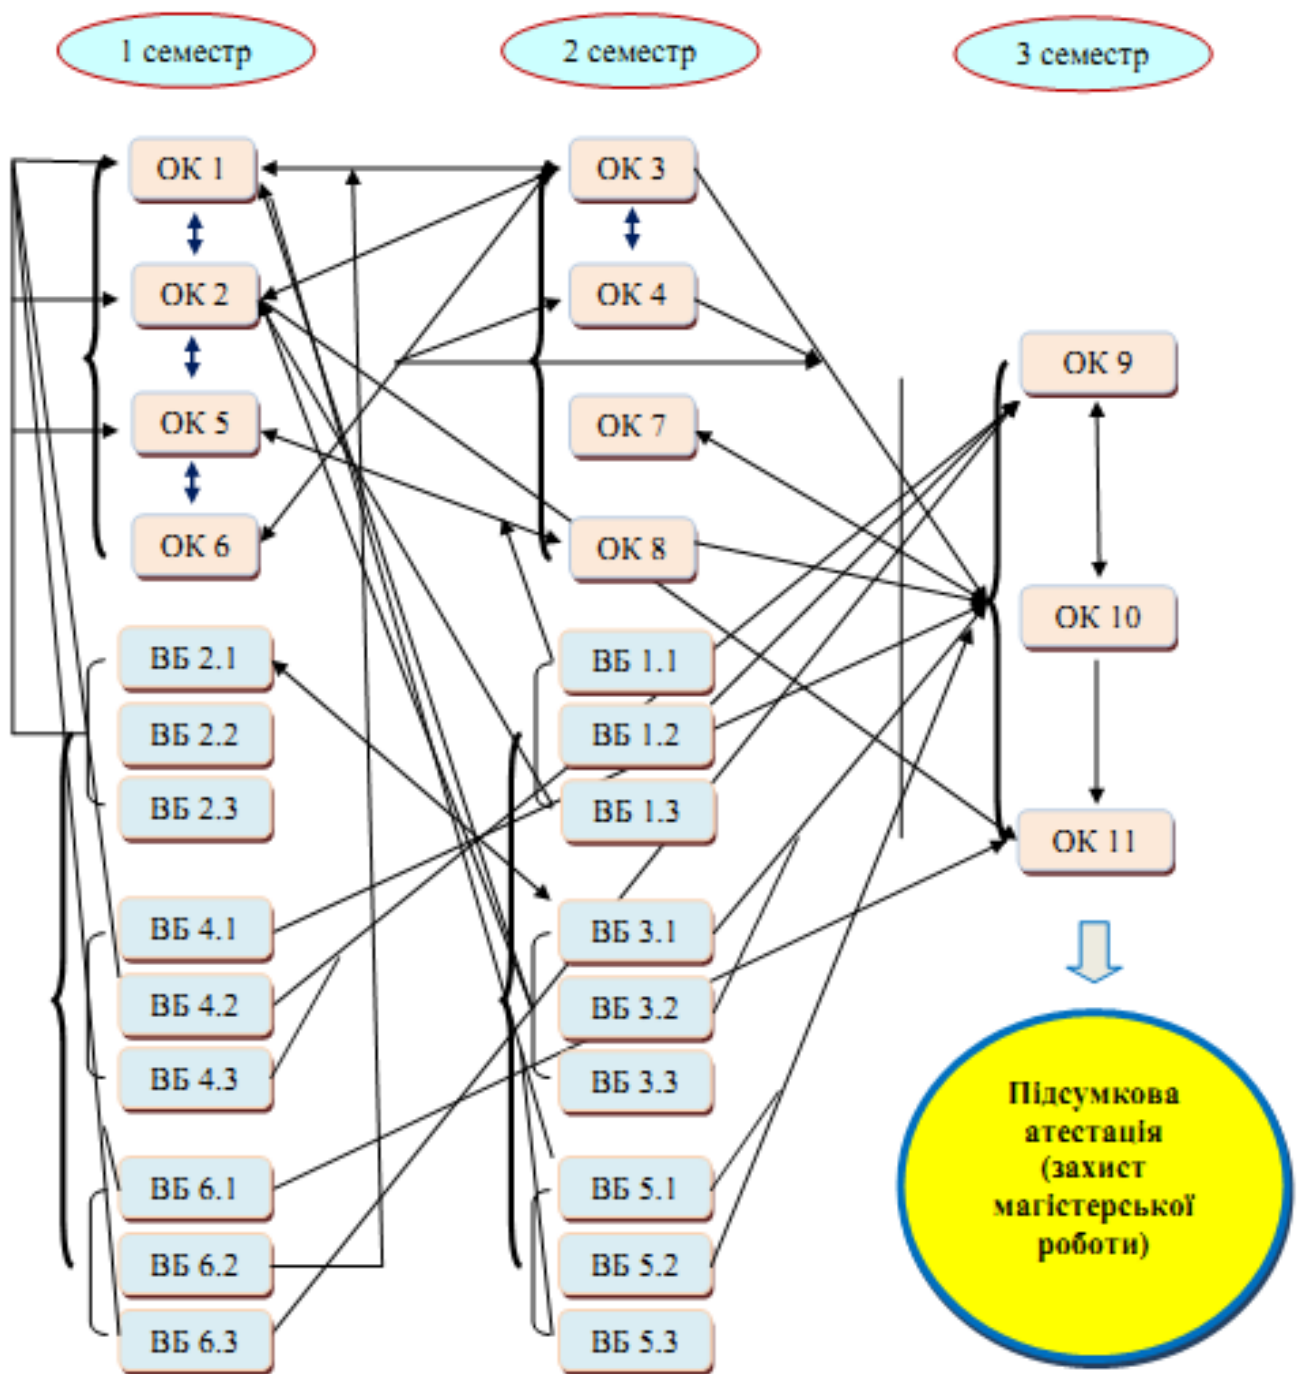 1 семестр
2 семестр
3 семестр
ОК 1
ОК 2
ОК 5
ОК 6
ВБ 2.1
ВБ 2.2
ВБ 2.3
ВБ 4.1
ВБ 4.2
ВБ 4.3
ВБ 6.1
ВБ 6.2
ВБ 6.3
ОК 3
ОК 4
ОК 7
ОК 8
ВБ 1.1
ВБ 1.2
ВБ 1.3
ВБ 3.1
ВБ 3.2
ВБ 3.3
ВБ 5.1
ВБ 5.2
ВБ 5.3
ОК 9
ОК 10
ОК 11
Підсумкова
атестація
(захист
магістерської
роботи)